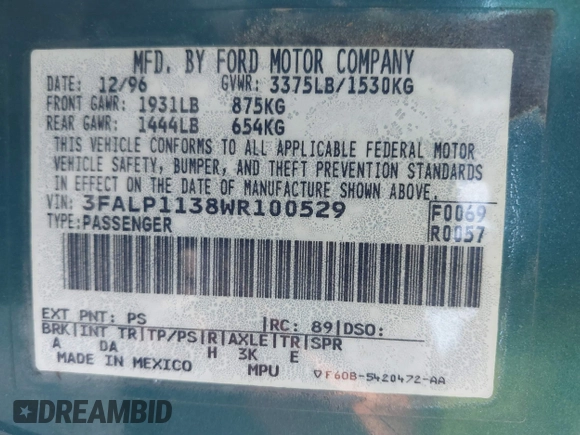 MFD. BY FORD MOTOR COMPANY
DATE: 12/96 GVWR: 3375LB/1530KG
FRONT GAWR: 1931LB 875KG
REAR GAWR: 1444LB 654KG
THIS VEHICLE CONFORMS TO ALL APPLICABLE FEDERAL MOTOR
VEHICLE SAFETY, BUMPER, AND THEFT PREVENTION STANDARDS
IN EFFECT ON THE DATE OF MANUFACTURE SHOWN ABOVE.
VIN: 3FALP1138WR100529 F0069
TYPE: PASSENGER R0057
EXT PNT: PS RC: 89 DSO:
BRK INT TR TP/PS R AXLE TR SPR
A DA H 3K E
MADE IN MEXICO MPU ▽F60B-5420472-AA
DREAMBID